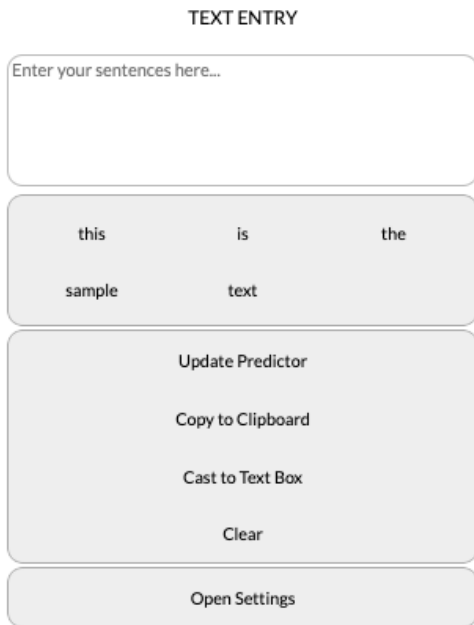 TEXT ENTRY
Enter your sentences here...
this is the
sample text
Update Predictor
Copy to Clipboard
Cast to Text Box
Clear
Open Settings